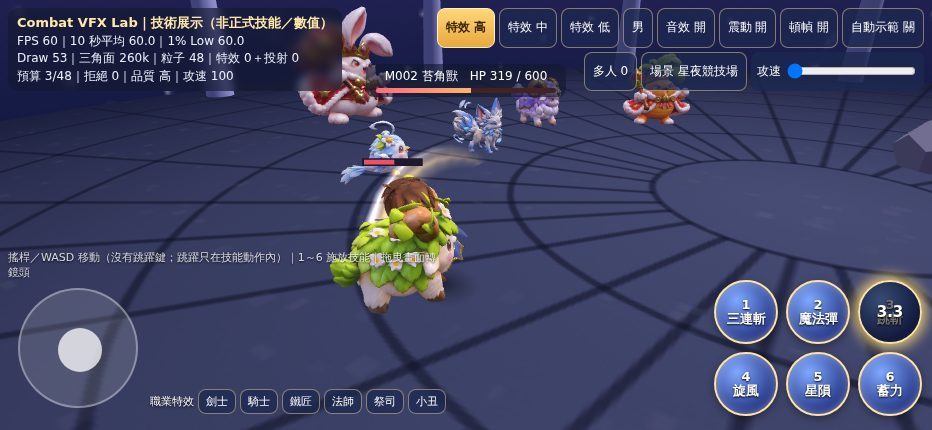 Combat VFX Lab｜技術展示（非正式技能／數值）
FPS 60｜10 秒平均 60.0｜1% Low 60.0
Draw 53｜三角面 260k｜粒子 48｜特效 0＋投射 0
預算 3/48｜拒絕 0｜品質 高｜攻速 100
特效 高
特效 中
特效 低
男
音效 開
震動 開
頓幀 開
自動示範 關
多人 0
場景 星夜競技場
攻速
M002 苔角獸 HP 319 / 600
搖桿／WASD 移動（沒有跳躍鍵；跳躍只在技能動作內）｜1～6 施放技能｜拖曳畫面轉
鏡頭
1
三連斬
2
魔法彈
3
跳斬
3.3
4
旋風
5
星隕
6
蓄力
職業特效
劍士
騎士
鐵匠
法師
祭司
小丑